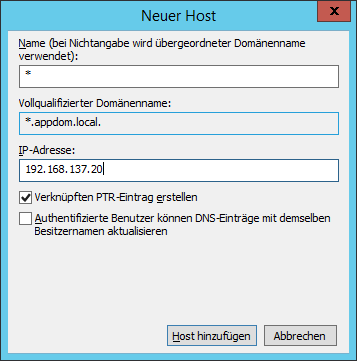 Neuer Host
x
Name (bei Nichtangabe wird übergeordneter Domänenname
verwendet):
*
Vollqualifizierter Domänenname:
*.appdom.local.
IP-Adresse:
192.168.137.20
Verknüpften PTR-Eintrag erstellen
Authentifizierte Benutzer können DNS-Einträge mit demselben
Besitzernamen aktualisieren
Host hinzufügen
Abbrechen